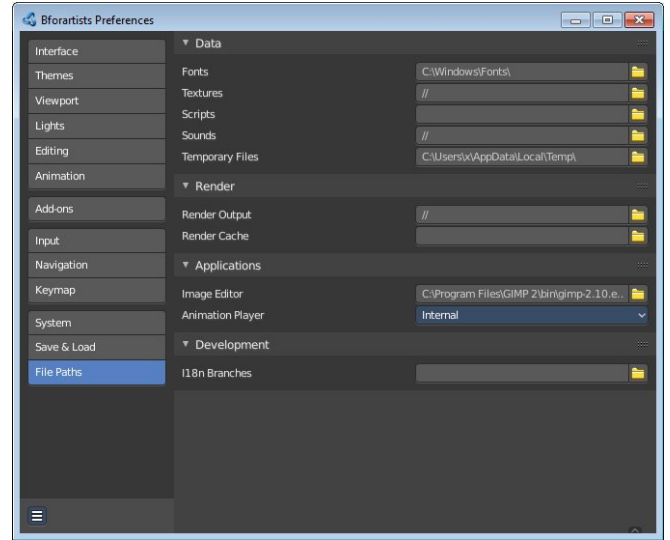 Bforartists Preferences
Interface
Themes
Viewport
Lights
Editing
Animation
Add-ons
Input
Navigation
Keymap
System
Save & Load
File Paths
Data
Fonts C:\Windows\Fonts\
Textures //
Scripts
Sounds //
Temporary Files C:\Users\x\AppData\Local\Temp\
Render
Render Output //
Render Cache
Applications
Image Editor C:\Program Files\GIMP 2\bin\gimp-2.10.e..
Animation Player Internal
Development
I18n Branches